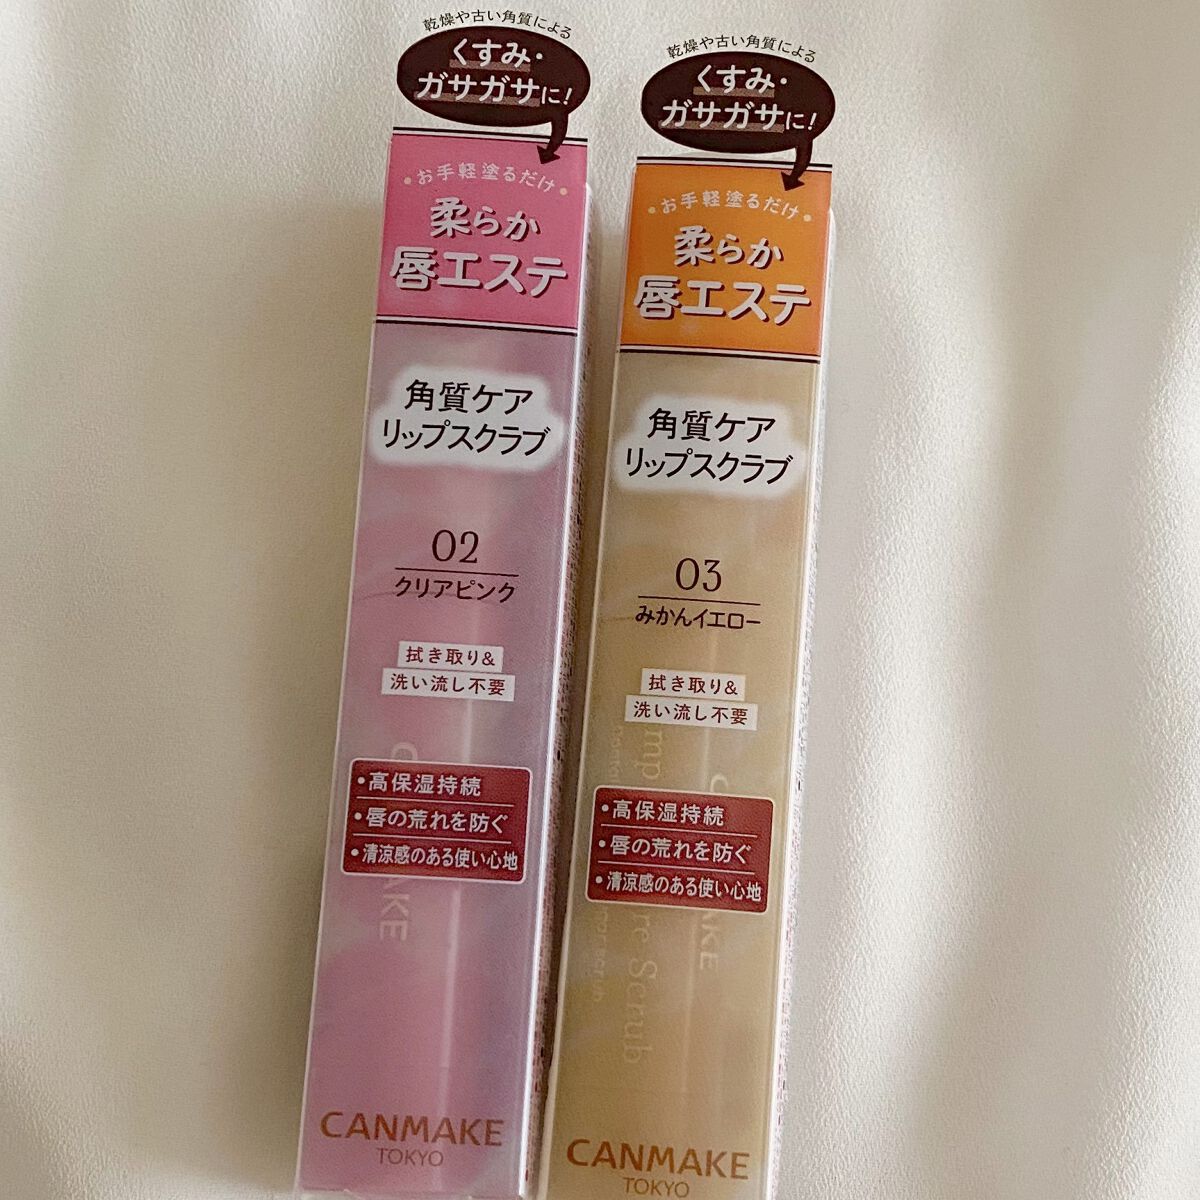 乾燥や古い角質による
くすみ・
ガサガサに!
・お手軽塗るだけ・
柔らか
唇エステ
角質ケア
リップスクラブ
02
クリアピンク
拭き取り&
洗い流し不要
・高保湿持続
・唇の荒れを防ぐ
・清涼感のある使い心地
AKE
CANMAKE
TOKYO
乾燥や古い角質による
くすみ・
ガサガサに!
・お手軽塗るだけ・
柔らか
唇エステ
角質ケア
リップスクラブ
03
みかんイエロー
拭き取り&
洗い流し不要
・高保湿持続
・唇の荒れを防ぐ
・清涼感のある使い心地
mp
re Scrub
AKE
CANMAKE
TOKYO